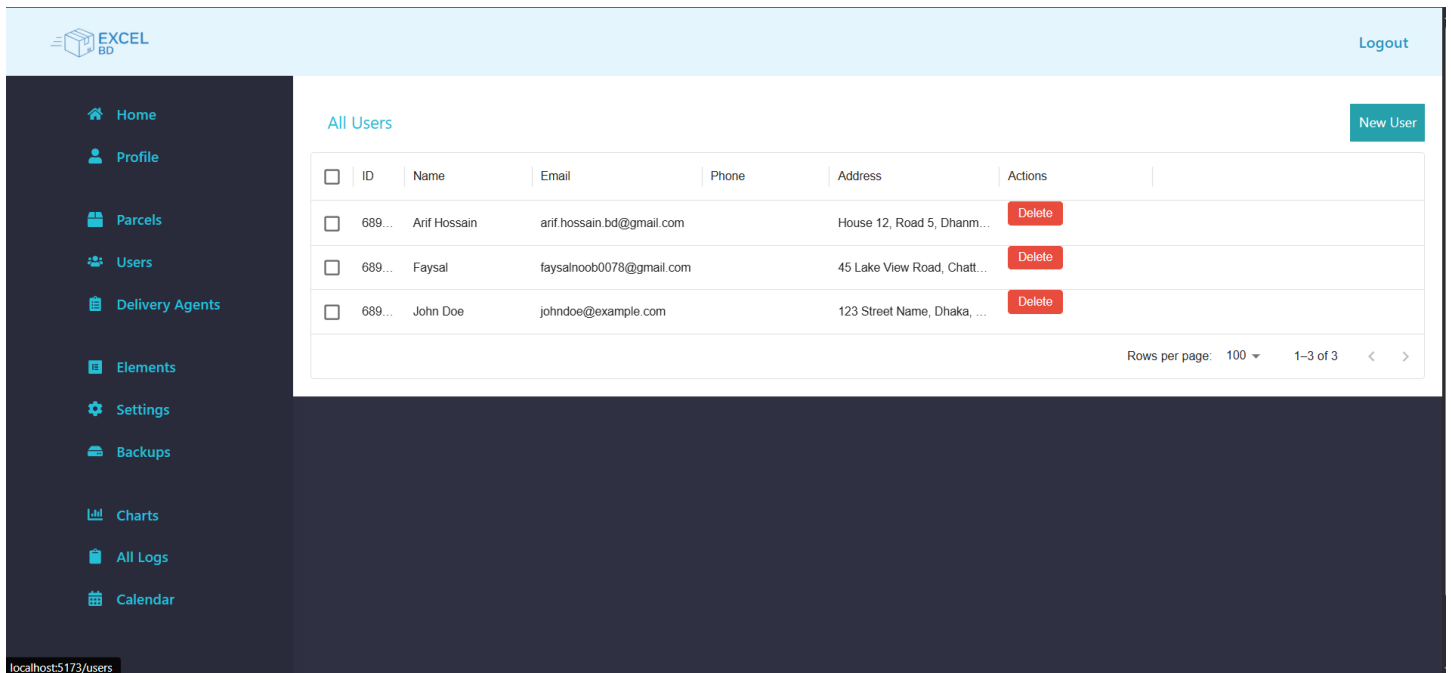 EXCEL
BD
Logout
Home
Profile
Parcels
Users
Delivery Agents
Elements
Settings
Backups
Charts
All Logs
Calendar
All Users
New User
ID Name Email Phone Address Actions
689... Arif Hossain arif.hossain.bd@gmail.com House 12, Road 5, Dhanm... Delete
689... Faysal faysalnoob0078@gmail.com 45 Lake View Road, Chatt... Delete
689... John Doe johndoe@example.com 123 Street Name, Dhaka, ... Delete
Rows per page: 100 1–3 of 3
localhost:5173/users